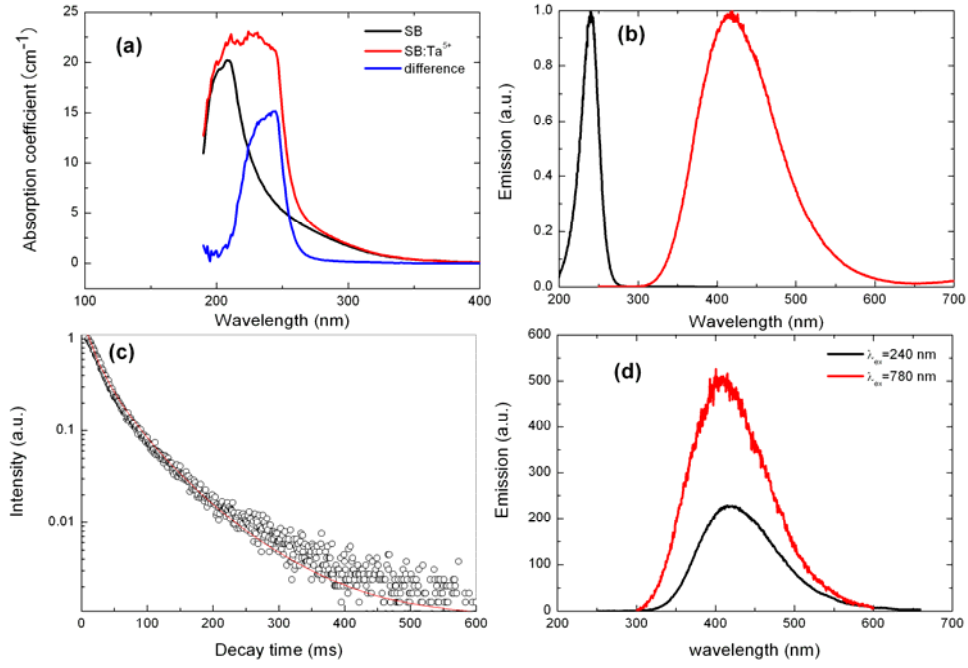 (a)
SB
SB:Ta⁵⁺
difference
Absorption coefficient (cm⁻¹)
25
20
15
10
5
0
100 200 300 400
Wavelength (nm)
(b)
Emission (a.u.)
1.0
0.8
0.6
0.4
0.2
0.0
200 300 400 500 600 700
Wavelength (nm)
(c)
Intensity (a.u.)
1
0.1
0.01
0 100 200 300 400 500 600
Decay time (ms)
(d)
λex=240 nm
λex=780 nm
Emission (a.u.)
600
500
400
300
200
100
0
200 300 400 500 600 700
wavelength (nm)